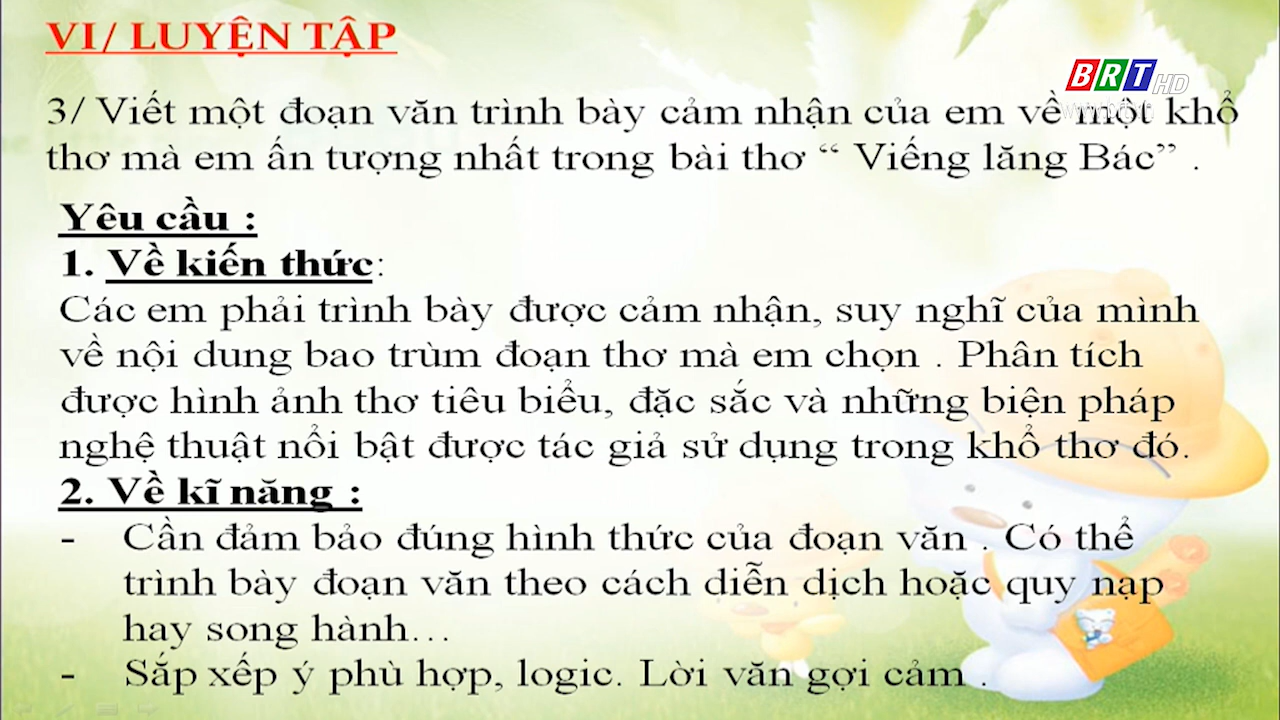 VI/ LUYỆN TẬP
BRT HD
3/ Viết một đoạn văn trình bày cảm nhận của em về một khổ
thơ mà em ấn tượng nhất trong bài thơ “ Viếng lăng Bác” .
Yêu cầu :
1. Về kiến thức:
Các em phải trình bày được cảm nhận, suy nghĩ của mình
về nội dung bao trùm đoạn thơ mà em chọn . Phân tích
được hình ảnh thơ tiêu biểu, đặc sắc và những biện pháp
nghệ thuật nổi bật được tác giả sử dụng trong khổ thơ đó.
2. Về kĩ năng :
- Cần đảm bảo đúng hình thức của đoạn văn . Có thể
trình bày đoạn văn theo cách diễn dịch hoặc quy nạp
hay song hành...
- Sắp xếp ý phù hợp, logic. Lời văn gợi cảm .